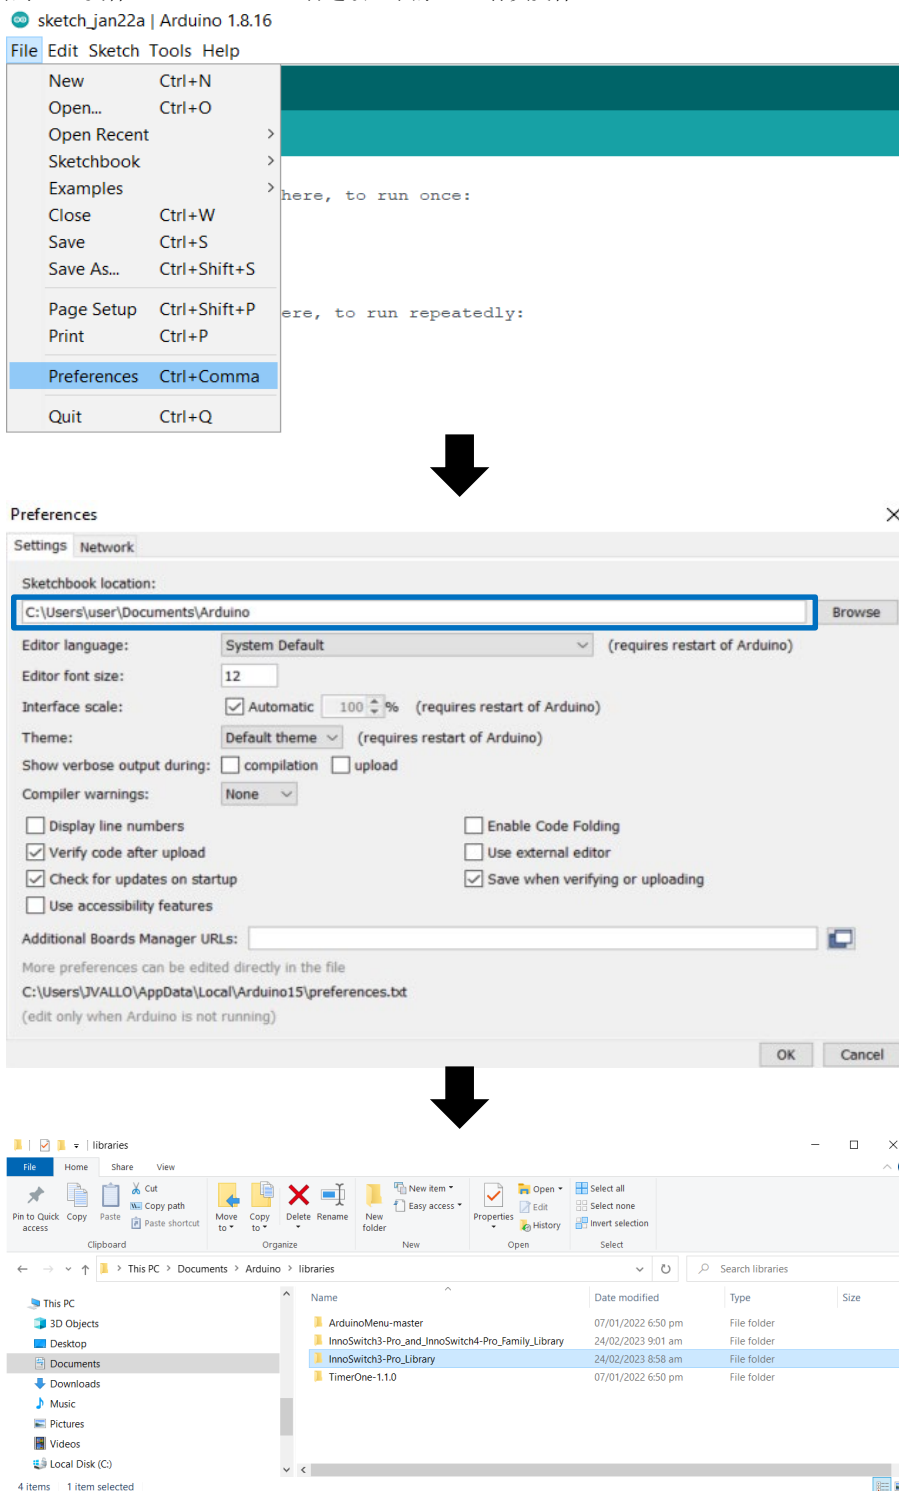 sketch_jan22a | Arduino 1.8.16
File Edit Sketch Tools Help
New Ctrl+N
Open... Ctrl+O
Open Recent
Sketchbook
Examples
here, to run once:
Close Ctrl+W
Save Ctrl+S
Save As... Ctrl+Shift+S
Page Setup Ctrl+Shift+P
ere, to run repeatedly:
Print Ctrl+P
Preferences Ctrl+Comma
Quit Ctrl+Q
Preferences
Settings Network
Sketchbook location:
C:\Users\user\Documents\Arduino Browse
Editor language: System Default (requires restart of Arduino)
Editor font size: 12
Interface scale: Automatic 100 % (requires restart of Arduino)
Theme: Default theme (requires restart of Arduino)
Show verbose output during: compilation upload
Compiler warnings: None
Display line numbers Enable Code Folding
Verify code after upload Use external editor
Check for updates on startup Save when verifying or uploading
Use accessibility features
Additional Boards Manager URLs:
More preferences can be edited directly in the file
C:\Users\JVALLO\AppData\Local\Arduino15\preferences.txt
(edit only when Arduino is not running)
OK Cancel
libraries
File Home Share View
Pin to Quick access Copy Paste Cut Copy path Paste shortcut
Move to Copy to Delete Rename New folder New item Easy access
Properties Open Edit History Select all Select none Invert selection
Clipboard Organize New Open Select
This PC > Documents > Arduino > libraries Search libraries
Name Date modified Type Size
This PC
3D Objects
Desktop
Documents
Downloads
Music
Pictures
Videos
Local Disk (C:)
ArduinoMenu-master 07/01/2022 6:50 pm File folder
InnoSwitch3-Pro_and_InnoSwitch4-Pro_Family_Library 24/02/2023 9:01 am File folder
InnoSwitch3-Pro_Library 24/02/2023 8:58 am File folder
TimerOne-1.1.0 07/01/2022 6:50 pm File folder
4 items 1 item selected